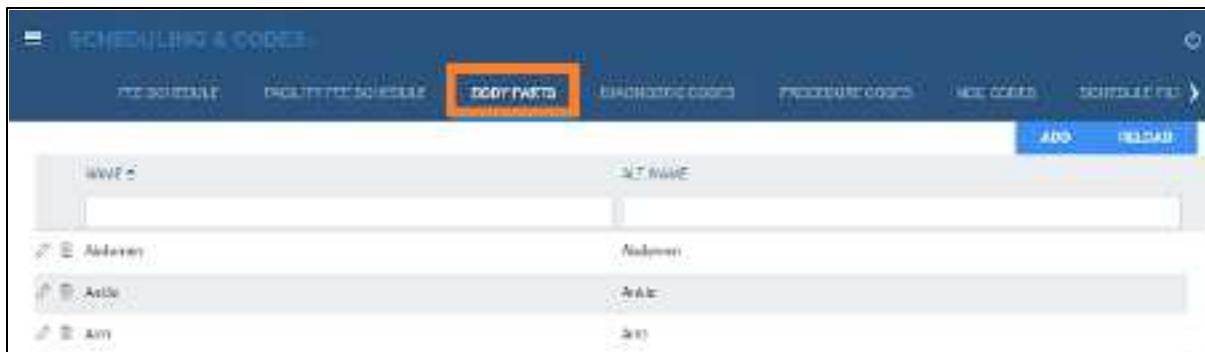 SCHEDULING & CODES
FEE SCHEDULE FACILITY FEE SCHEDULE BODY PARTS DIAGNOSTIC CODES PROCEDURE CODES NDC CODES SCHEDULE
ADD RELOAD
NAME ALT NAME
Abdomen Abdomen
Ankle Ankle
Arm Arm